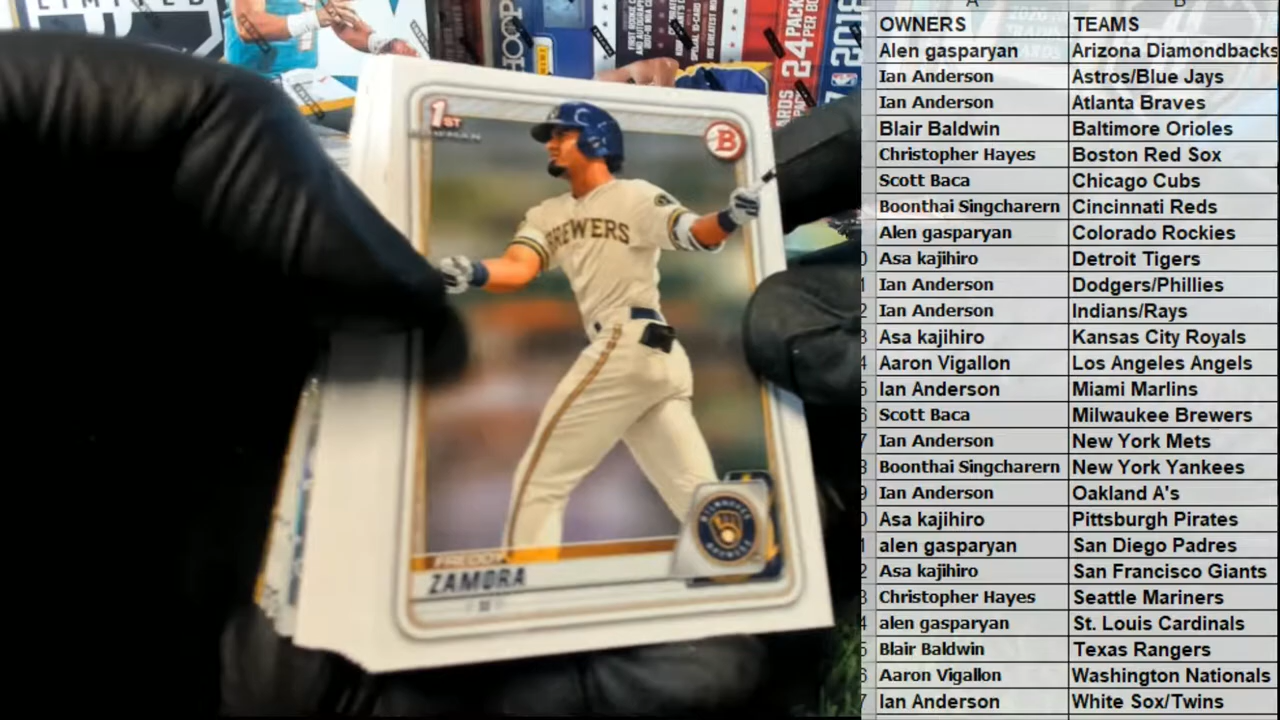 LIMITED
HOOPS
PANINI
24 PACKS
PER BOX
2018
1ST
BOWMAN
B
BREWERS
FREDDY
ZAMORA
A B
OWNERS TEAMS
Alen gasparyan Arizona Diamondbacks
Ian Anderson Astros/Blue Jays
Ian Anderson Atlanta Braves
Blair Baldwin Baltimore Orioles
Christopher Hayes Boston Red Sox
Scott Baca Chicago Cubs
Boonthai Singcharern Cincinnati Reds
Alen gasparyan Colorado Rockies
Asa kajihiro Detroit Tigers
Ian Anderson Dodgers/Phillies
Ian Anderson Indians/Rays
Asa kajihiro Kansas City Royals
Aaron Vigallon Los Angeles Angels
Ian Anderson Miami Marlins
Scott Baca Milwaukee Brewers
Ian Anderson New York Mets
Boonthai Singcharern New York Yankees
Ian Anderson Oakland A's
Asa kajihiro Pittsburgh Pirates
alen gasparyan San Diego Padres
Asa kajihiro San Francisco Giants
Christopher Hayes Seattle Mariners
alen gasparyan St. Louis Cardinals
Blair Baldwin Texas Rangers
Aaron Vigallon Washington Nationals
Ian Anderson White Sox/Twins